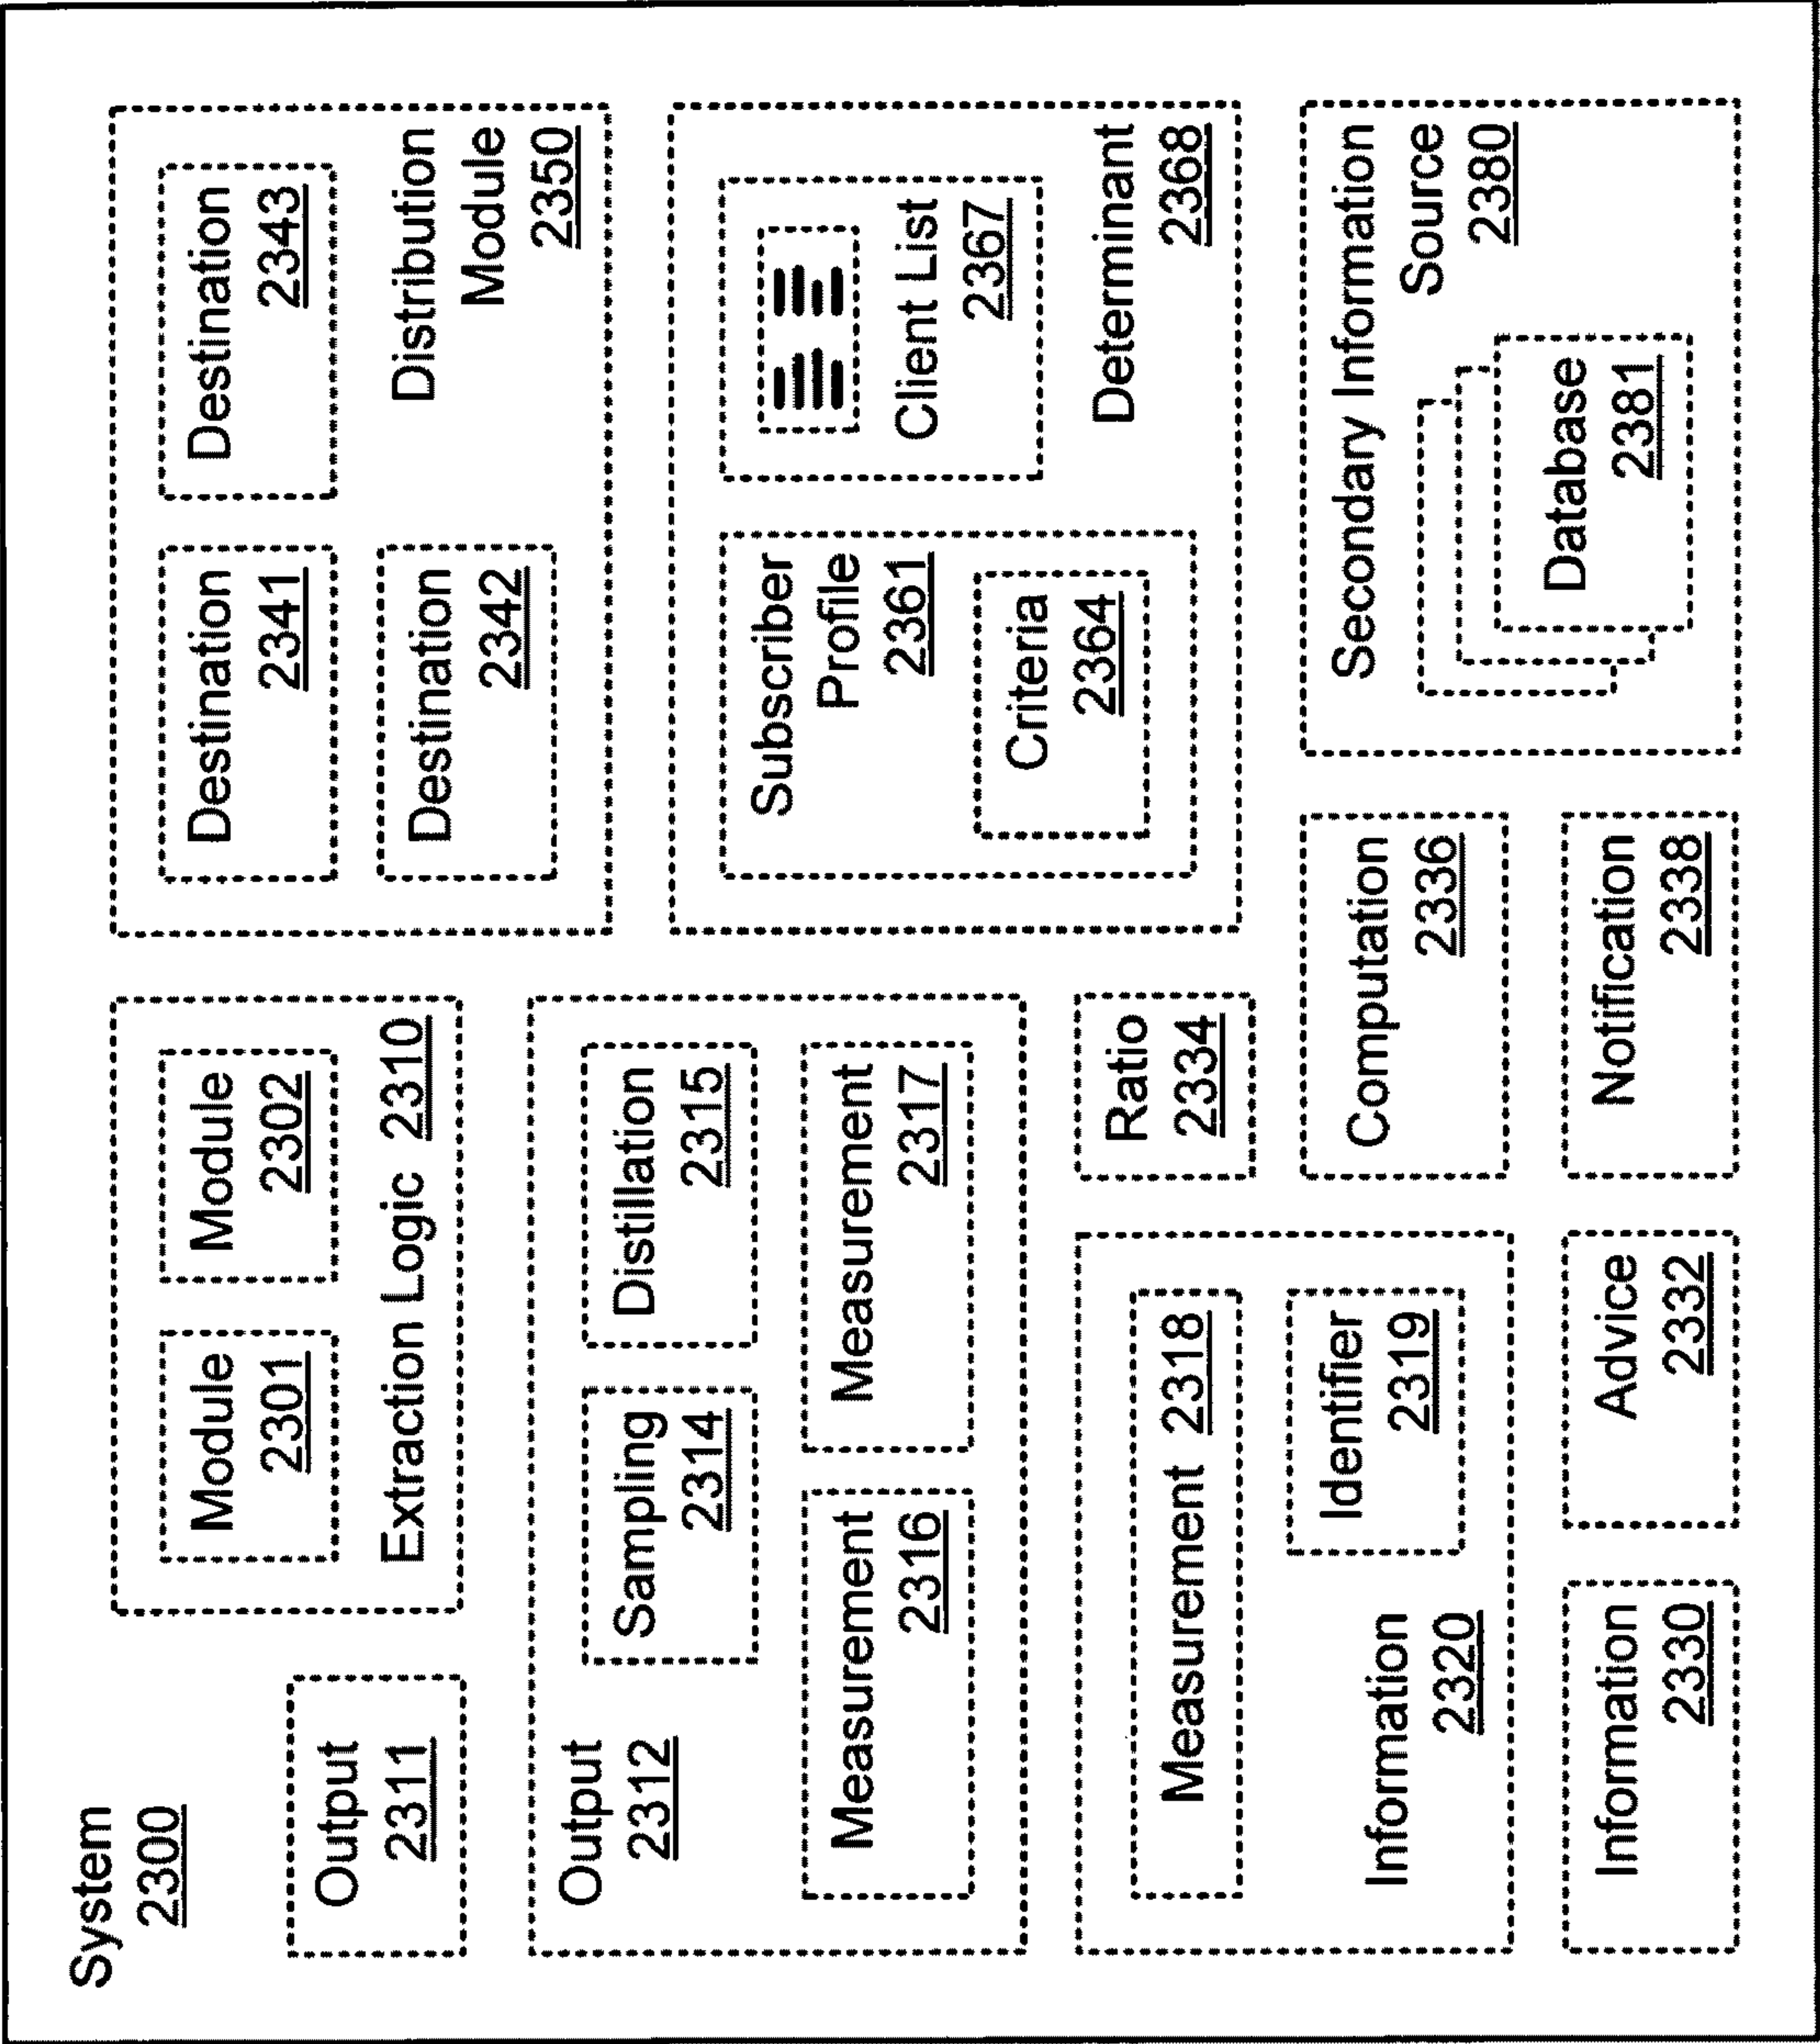 System
2300
Output
2311
Module
2301
Module
2302
Extraction Logic 2310
Output
2312
Sampling
2314
Distillation
2315
Measurement
2316
Measurement
2317
Measurement 2318
Identifier
2319
Information
2320
Ratio
2334
Information
2330
Advice
2332
Computation
2336
Notification
2338
Destination
2341
Destination
2343
Destination
2342
Distribution
Module
2350
Subscriber
Profile
2361
Criteria
2364
Client List
2367
Determinant
2368
Secondary Information
Source
2380
Database
2381